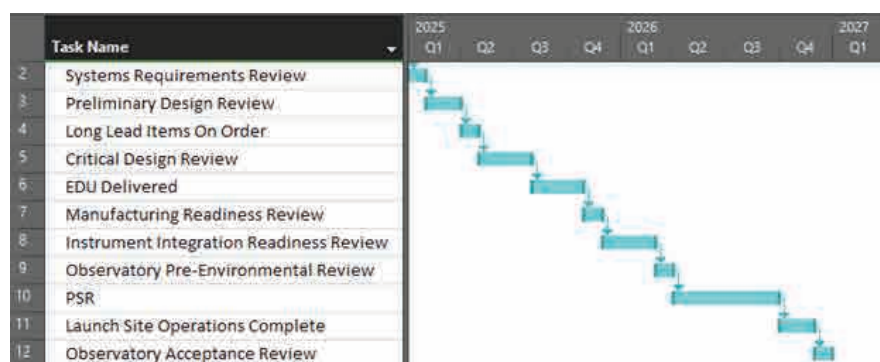 2025 2026 2027
Task Name Q1 Q2 Q3 Q4 Q1 Q2 Q3 Q4 Q1
2 Systems Requirements Review
3 Preliminary Design Review
4 Long Lead Items On Order
5 Critical Design Review
6 EDU Delivered
7 Manufacturing Readiness Review
8 Instrument Integration Readiness Review
9 Observatory Pre-Environmental Review
10 PSR
11 Launch Site Operations Complete
12 Observatory Acceptance Review